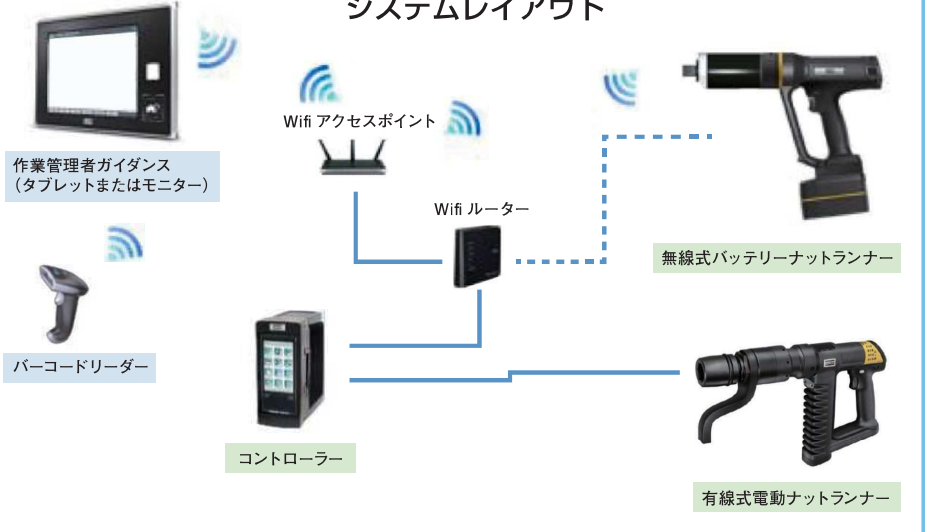 システムレイアウト
Wifi アクセスポイント
作業管理者ガイダンス
（タブレットまたはモニター）
Wifi ルーター
無線式バッテリーナットランナー
バーコードリーダー
コントローラー
有線式電動ナットランナー